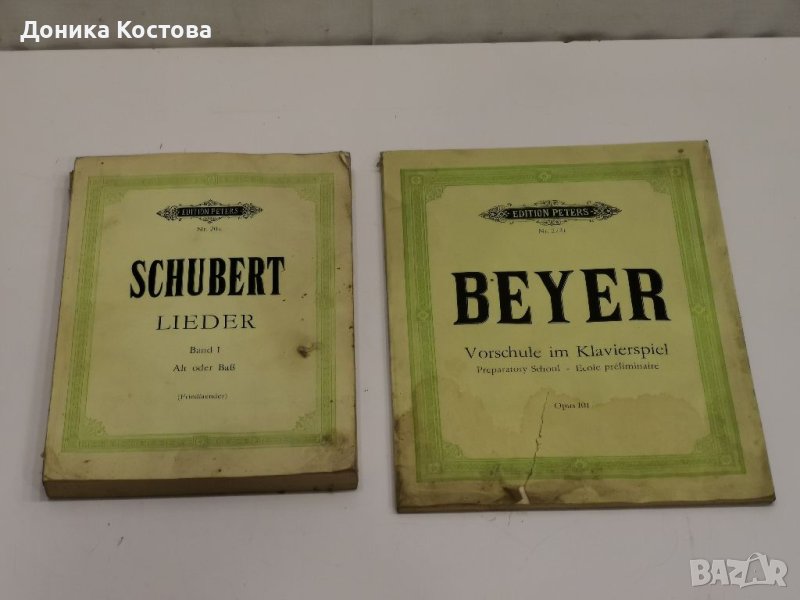 Доника Костова
EDITION PETERS
SCHUBERT
LIEDER
Band I
Alt oder Baß
(Friedlaender)
EDITION PETERS
BEYER
Vorschule im Klavierspiel
Preparatory School - Ecole préliminaire
Opus 101
BAZAR